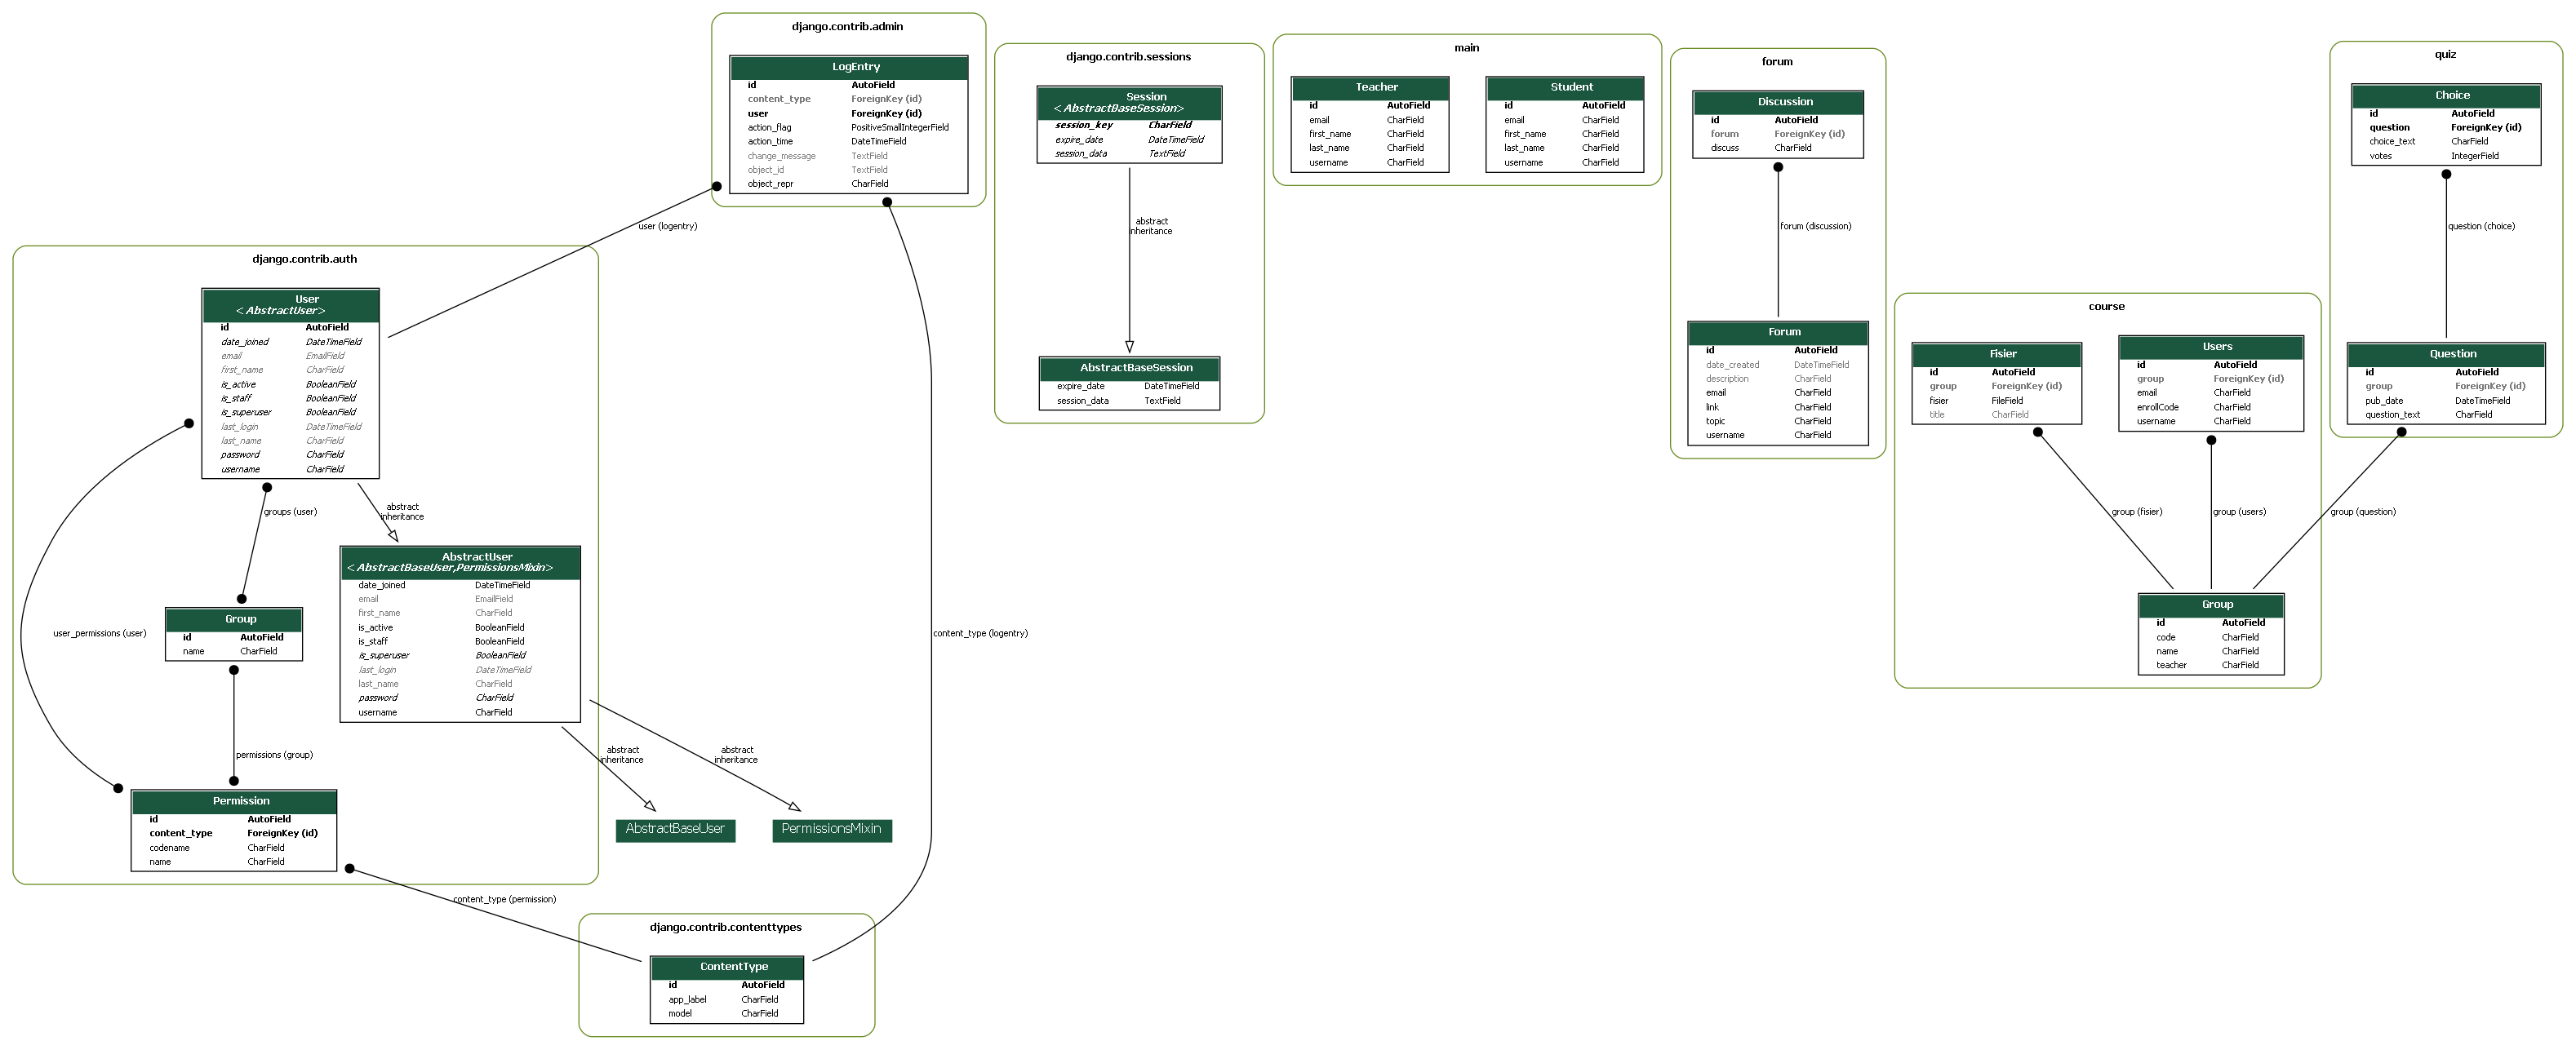 django.contrib.admin
LogEntry
id AutoField
content_type ForeignKey (id)
user ForeignKey (id)
action_flag PositiveSmallIntegerField
action_time DateTimeField
change_message TextField
object_id TextField
object_repr CharField
django.contrib.sessions
Session
<AbstractBaseSession>
session_key CharField
expire_date DateTimeField
session_data TextField
abstract
inheritance
AbstractBaseSession
expire_date DateTimeField
session_data TextField
main
Teacher
id AutoField
email CharField
first_name CharField
last_name CharField
username CharField
Student
id AutoField
email CharField
first_name CharField
last_name CharField
username CharField
forum
Discussion
id AutoField
forum ForeignKey (id)
discuss CharField
forum (discussion)
Forum
id AutoField
date_created DateTimeField
description CharField
email CharField
link CharField
topic CharField
username CharField
quiz
Choice
id AutoField
question ForeignKey (id)
choice_text CharField
votes IntegerField
question (choice)
Question
id AutoField
group ForeignKey (id)
pub_date DateTimeField
question_text CharField
group (question)
course
Fisier
id AutoField
group ForeignKey (id)
fisier FileField
title CharField
Users
id AutoField
group ForeignKey (id)
email CharField
enrollCode CharField
username CharField
group (fisier)
group (users)
Group
id AutoField
code CharField
name CharField
teacher CharField
user (logentry)
django.contrib.auth
User
<AbstractUser>
id AutoField
date_joined DateTimeField
email EmailField
first_name CharField
is_active BooleanField
is_staff BooleanField
is_superuser BooleanField
last_login DateTimeField
last_name CharField
password CharField
username CharField
groups (user)
abstract
inheritance
AbstractUser
<AbstractBaseUser,PermissionsMixin>
date_joined DateTimeField
email EmailField
first_name CharField
is_active BooleanField
is_staff BooleanField
is_superuser BooleanField
last_login DateTimeField
last_name CharField
password CharField
username CharField
Group
id AutoField
name CharField
user_permissions (user)
permissions (group)
content_type (logentry)
abstract
inheritance
abstract
inheritance
AbstractBaseUser
PermissionsMixin
Permission
id AutoField
content_type ForeignKey (id)
codename CharField
name CharField
content_type (permission)
django.contrib.contenttypes
ContentType
id AutoField
app_label CharField
model CharField